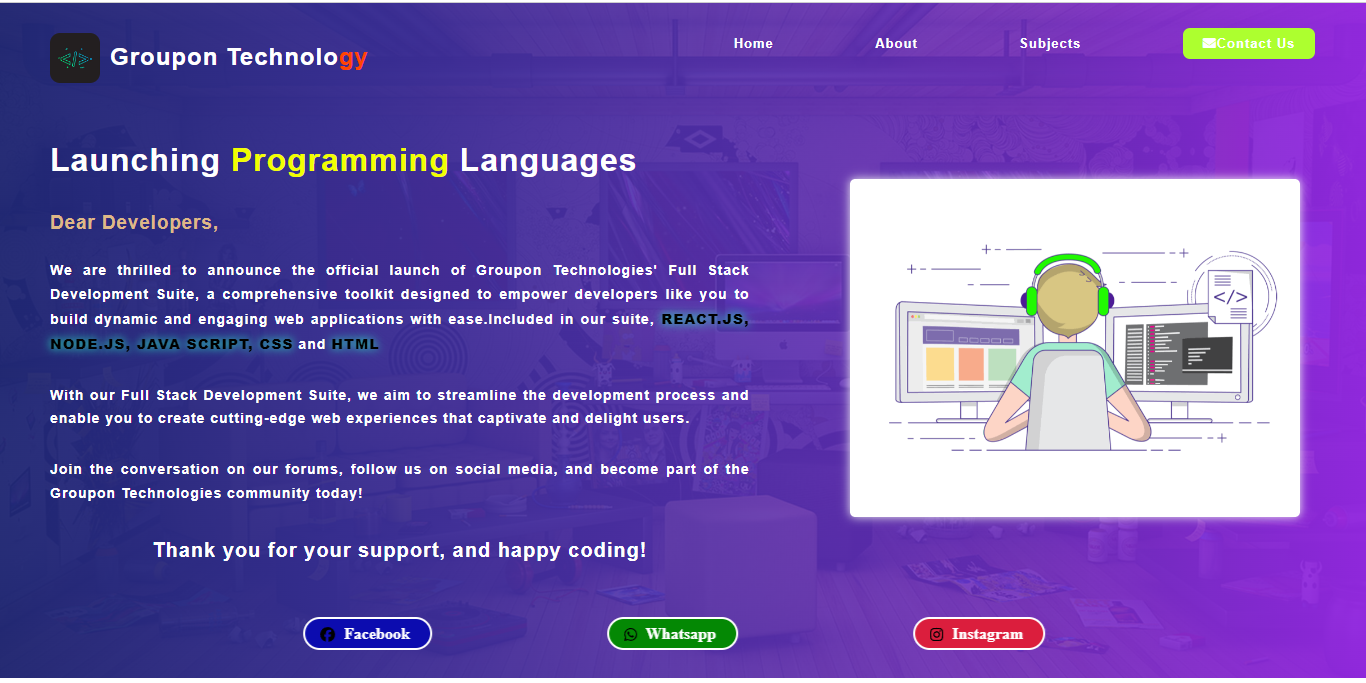 Groupon Technology
Home
About
Subjects
Contact Us
Launching Programming Languages
Dear Developers,
We are thrilled to announce the official launch of Groupon Technologies' Full Stack
Development Suite, a comprehensive toolkit designed to empower developers like you to
build dynamic and engaging web applications with ease.Included in our suite, REACT.JS,
NODE.JS, JAVA SCRIPT, CSS and HTML
With our Full Stack Development Suite, we aim to streamline the development process and
enable you to create cutting-edge web experiences that captivate and delight users.
Join the conversation on our forums, follow us on social media, and become part of the
Groupon Technologies community today!
Thank you for your support, and happy coding!
</>
Facebook
Whatsapp
Instagram